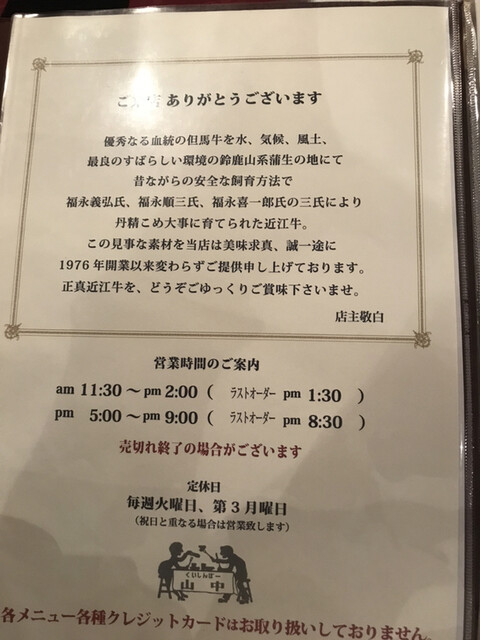 ご来店 ありがとうございます
優秀なる血統の但馬牛を水、気候、風土、
最良のすばらしい環境の鈴鹿山系蒲生の地にて
昔ながらの安全な飼育方法で
福永義弘氏、福永順三氏、福永喜一郎氏の三氏により
丹精こめ大事に育てられた近江牛。
この見事な素材を当店は美味求真、誠一途に
1976年開業以来変わらずご提供申し上げております。
正真近江牛を、どうぞごゆっくりご賞味下さいませ。
店主敬白
営業時間のご案内
am 11:30 〜 pm 2:00 ( ラストオーダー pm 1:30 )
pm 5:00 〜 pm 9:00 ( ラストオーダー pm 8:30 )
売切れ終了の場合がございます
定休日
毎週火曜日、第3月曜日
(祝日と重なる場合は営業致します)
くいしんぼー
山中
各メニュー各種クレジットカードはお取り扱いしておりません。